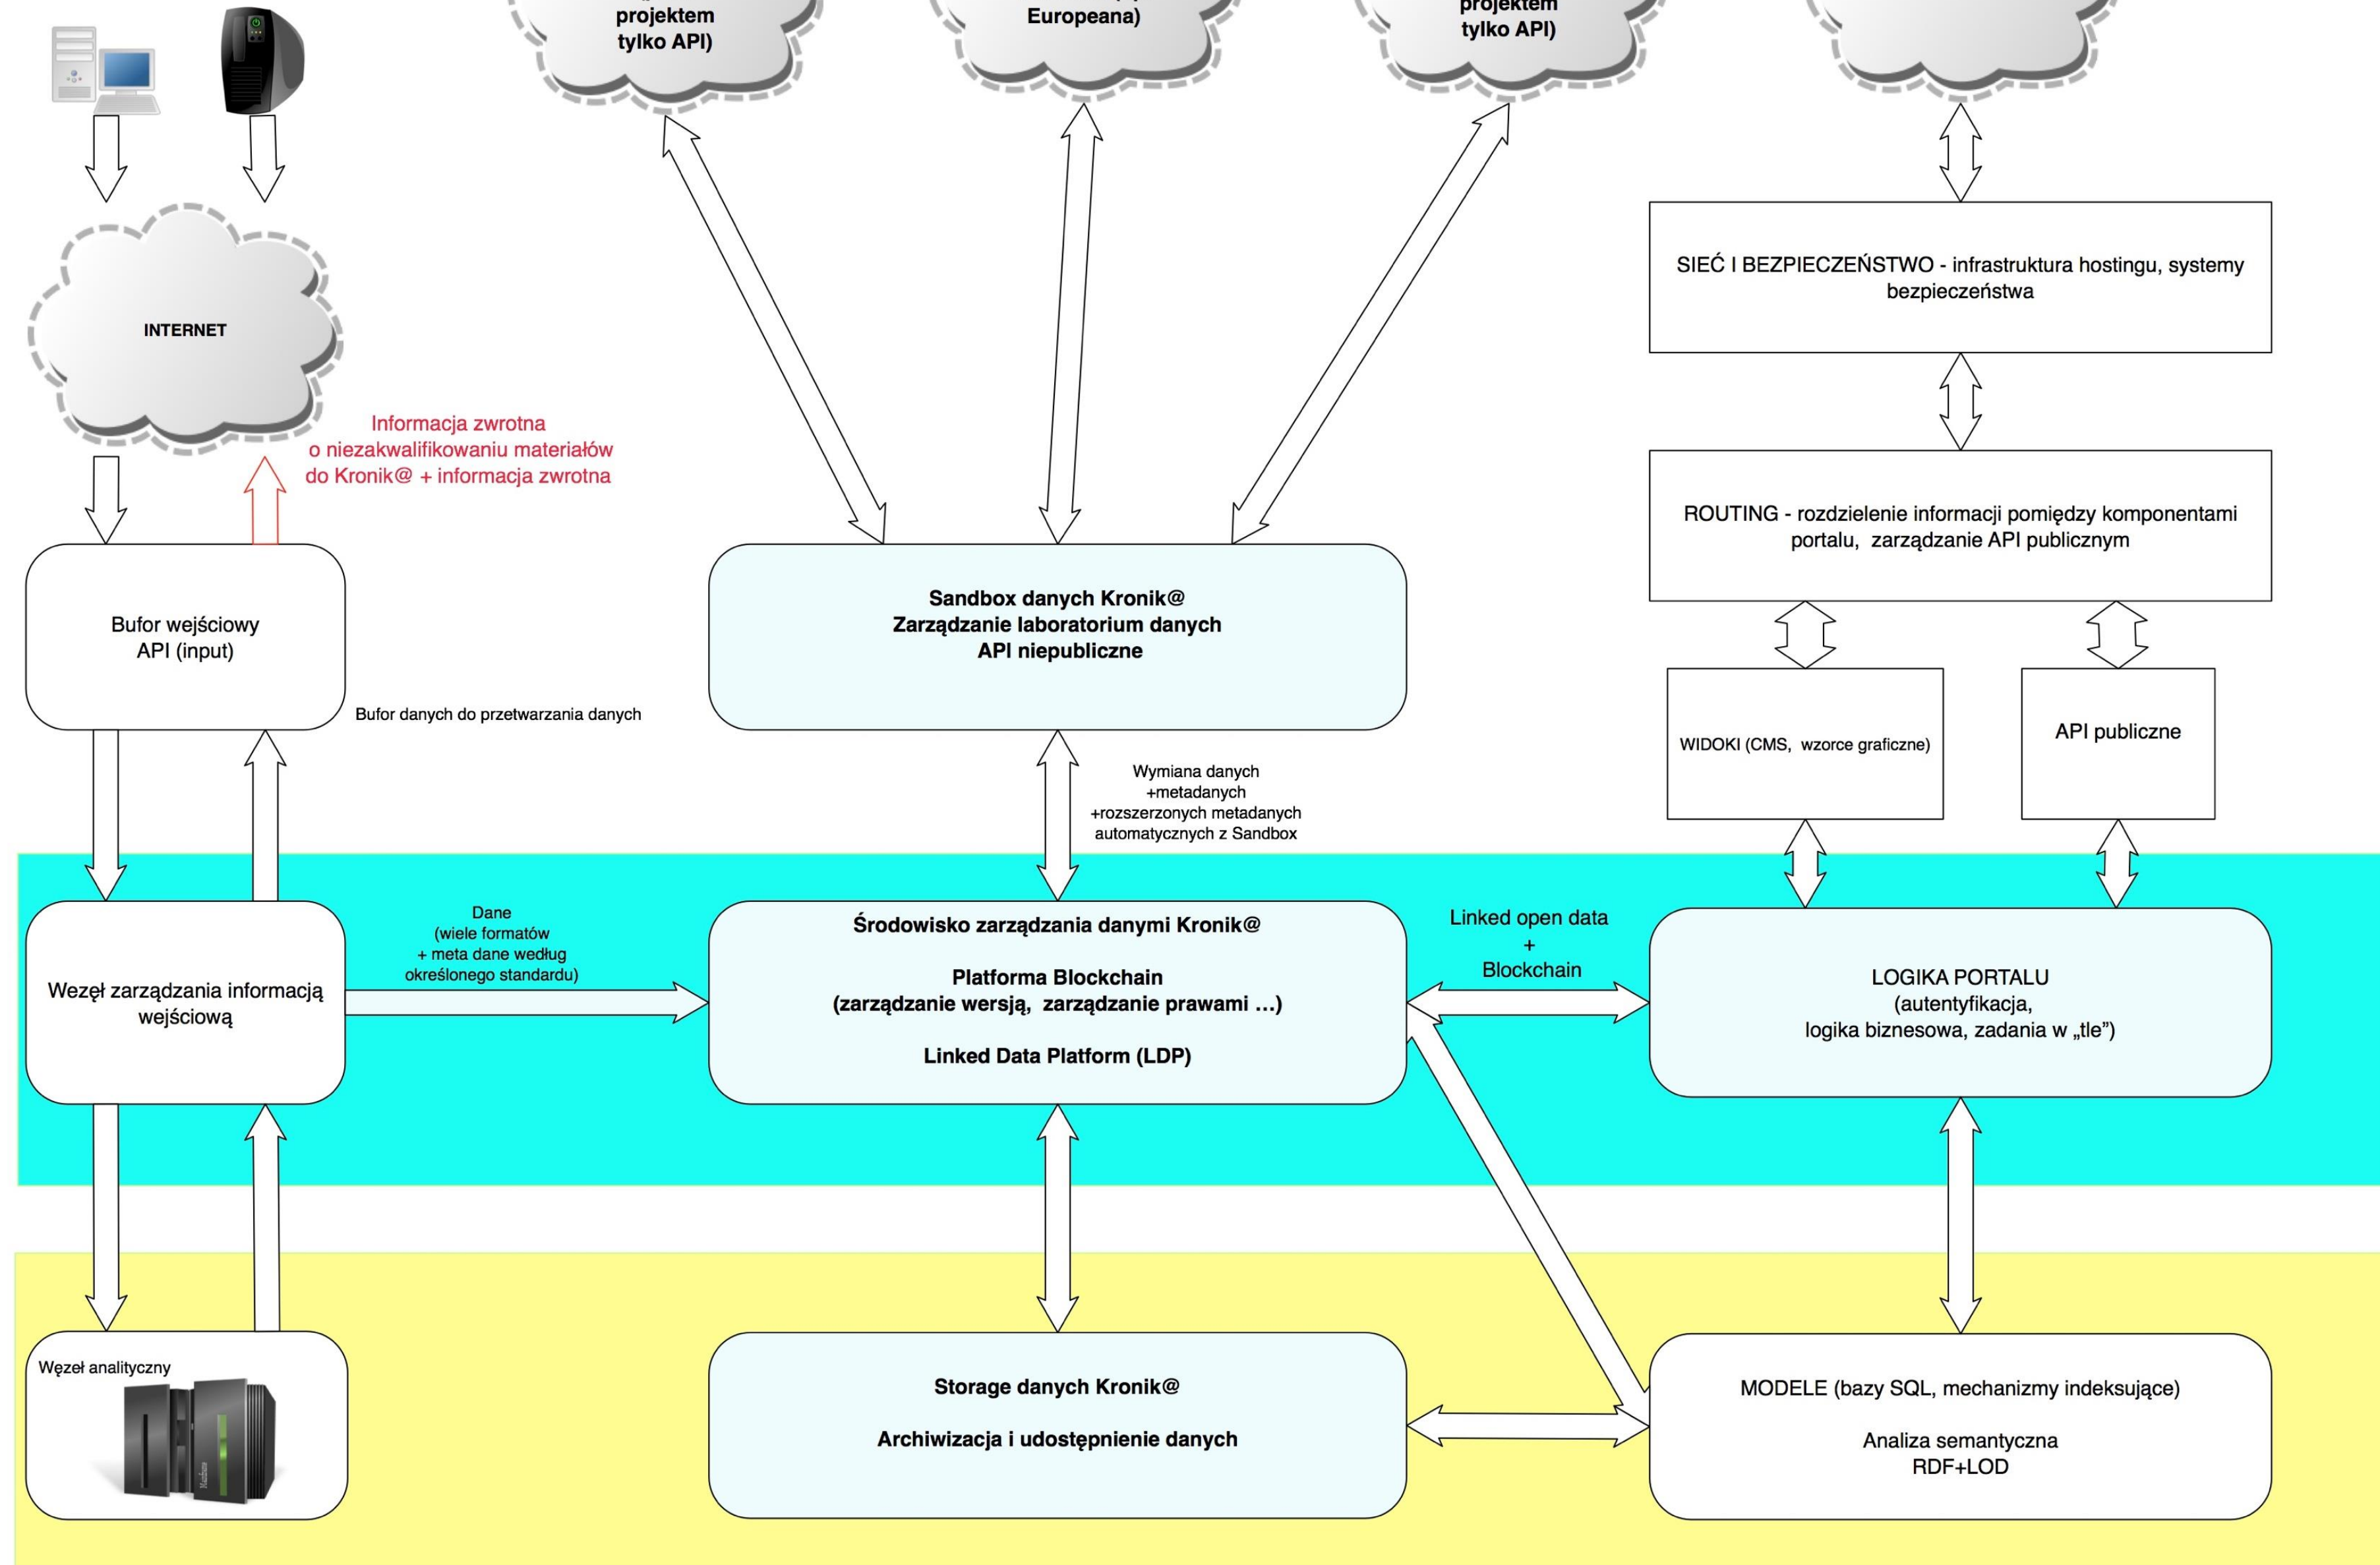 projektem
tylko API)
Europeana)
projektem
tylko API)
INTERNET
SIEĆ I BEZPIECZEŃSTWO - infrastruktura hostingu, systemy
bezpieczeństwa
Informacja zwrotna
o niezakwalifikowaniu materiałów
do Kronik@ + informacja zwrotna
ROUTING - rozdzielenie informacji pomiędzy komponentami
portalu, zarządzanie API publicznym
Bufor wejściowy
API (input)
Sandbox danych Kronik@
Zarządzanie laboratorium danych
API niepubliczne
Bufor danych do przetwarzania danych
WIDOKI (CMS, wzorce graficzne)
API publiczne
Wymiana danych
+metadanych
+rozszerzonych metadanych
automatycznych z Sandbox
Wezęł zarządzania informacją
wejściową
Dane
(wiele formatów
+ meta dane według
określonego standardu)
Środowisko zarządzania danymi Kronik@
Platforma Blockchain
(zarządzanie wersją, zarządzanie prawami ...)
Linked Data Platform (LDP)
Linked open data
+
Blockchain
LOGIKA PORTALU
(autentyfikacja,
logika biznesowa, zadania w „tle”)
Węzeł analityczny
Storage danych Kronik@
Archiwizacja i udostępnienie danych
MODELE (bazy SQL, mechanizmy indeksujące)
Analiza semantyczna
RDF+LOD